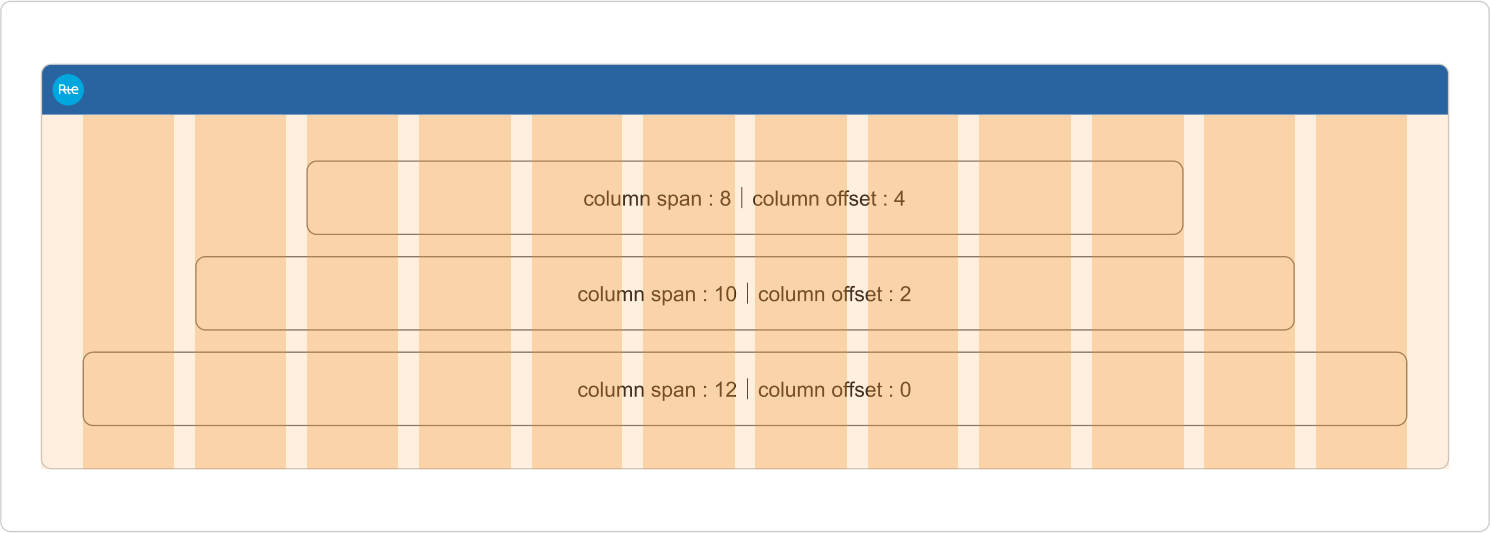 Rte
column span : 8 | column offset : 4
column span : 10 | column offset : 2
column span : 12 | column offset : 0